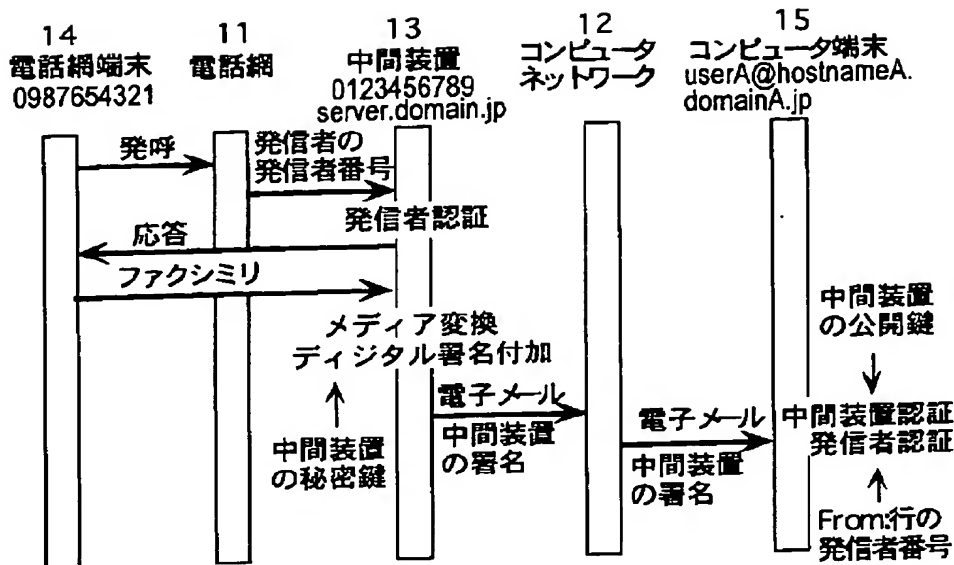 14
電話網端末
0987654321
11
電話網
13
中間装置
0123456789
server.domain.jp
12
コンピュータ
ネットワーク
15
コンピュータ端末
userA@hostnameA.
domainA.jp
発呼
発信者の
発信者番号
発信者認証
応答
ファクシミリ
メディア変換
ディジタル署名付加
中間装置
の秘密鍵
電子メール
中間装置
の署名
電子メール
中間装置
の署名
中間装置
の公開鍵
中間装置認証
発信者認証
From:行の
発信者番号